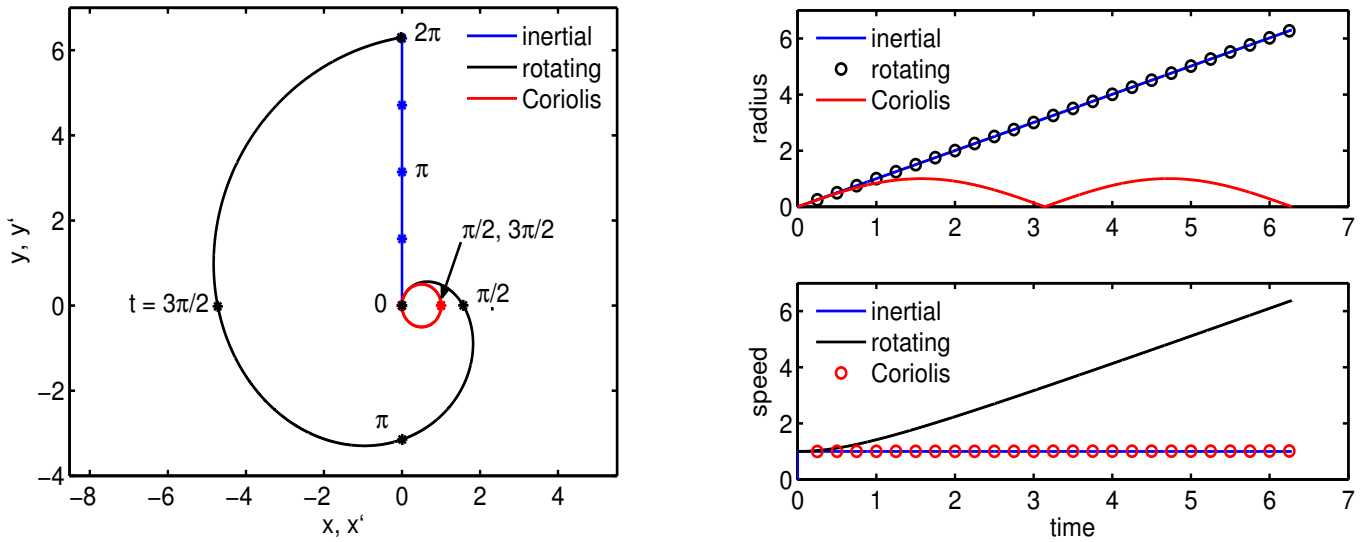 6
4
2
0
−2
−4
y, y‘
−8 −6 −4 −2 0 2 4
x, x‘
2π
π
π/2, 3π/2
0
π/2
t = 3π/2
π
inertial
rotating
Coriolis
6
4
2
0
radius
inertial
rotating
Coriolis
0 1 2 3 4 5 6 7
6
4
2
0
speed
inertial
rotating
Coriolis
0 1 2 3 4 5 6 7
time